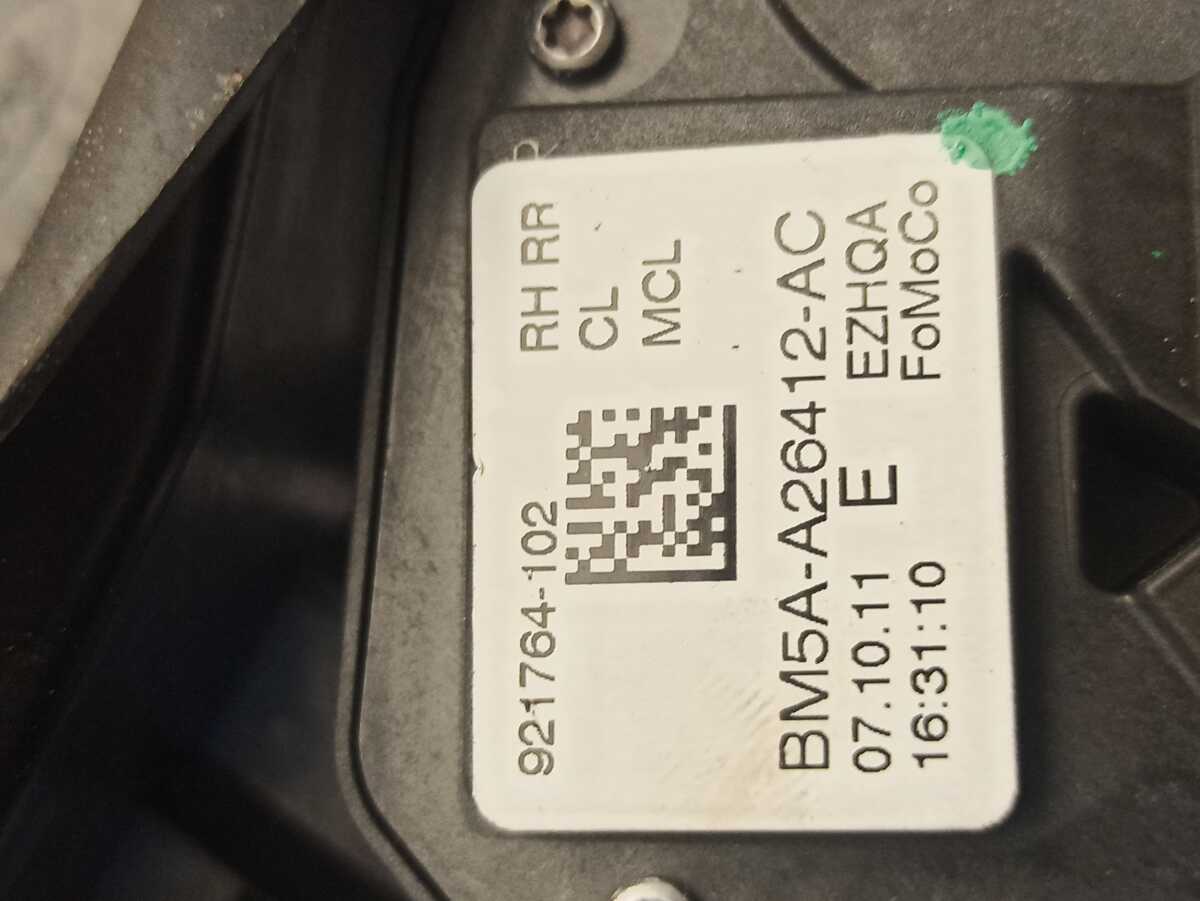 921764-102 RH RR
CL
MCL
BM5A-A26412-AC
07.10.11 E EZHQA
16:31:10 FoMoCo